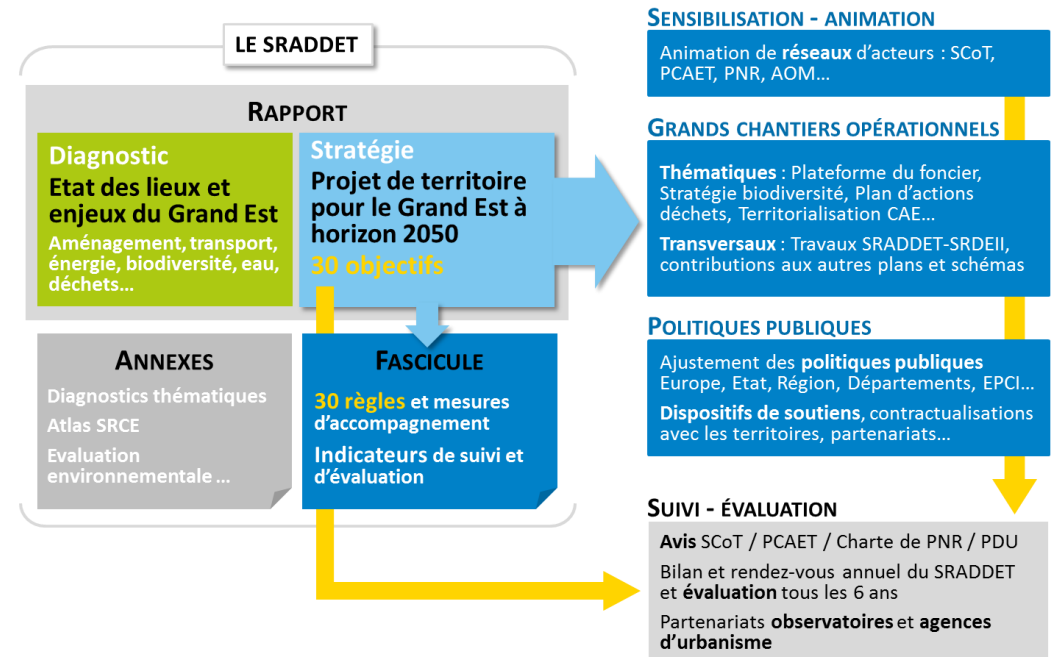 LE SRADDET
RAPPORT
Diagnostic
Etat des lieux et
enjeux du Grand Est
Aménagement, transport,
énergie, biodiversité, eau,
déchets…
Stratégie
Projet de territoire
pour le Grand Est à
horizon 2050
30 objectifs
ANNEXES
Diagnostics thématiques
Atlas SRCE
Evaluation
environnementale …
FASCICULE
30 règles et mesures
d’accompagnement
Indicateurs de suivi et
d’évaluation
SENSIBILISATION - ANIMATION
Animation de réseaux d’acteurs : SCoT,
PCAET, PNR, AOM…
GRANDS CHANTIERS OPÉRATIONNELS
Thématiques : Plateforme du foncier,
Stratégie biodiversité, Plan d’actions
déchets, Territorialisation CAE…
Transversaux : Travaux SRADDET-SRDEII,
contributions aux autres plans et schémas
POLITIQUES PUBLIQUES
Ajustement des politiques publiques
Europe, Etat, Région, Départements, EPCI…
Dispositifs de soutiens, contractualisations
avec les territoires, partenariats…
SUIVI - ÉVALUATION
Avis SCoT / PCAET / Charte de PNR / PDU
Bilan et rendez-vous annuel du SRADDET
et évaluation tous les 6 ans
Partenariats observatoires et agences
d’urbanisme